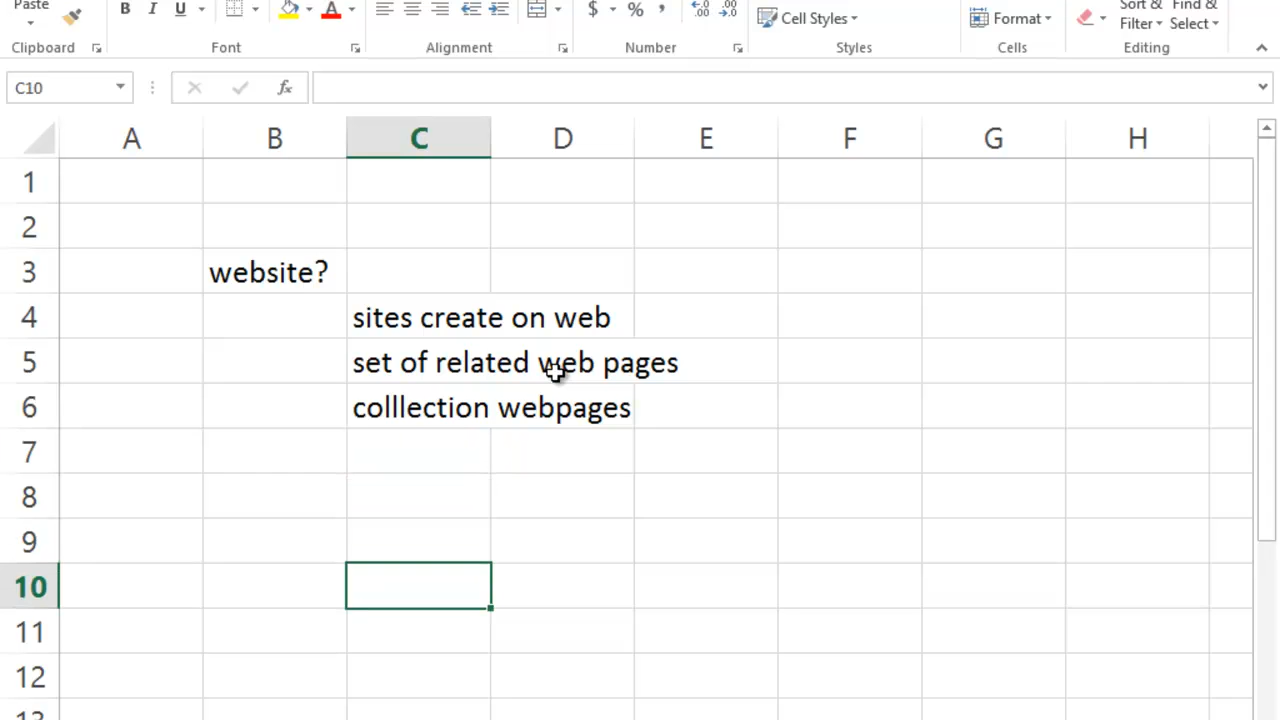 Paste
B I U A
$ % ,
Cell Styles
Format
Sort & Find &
Filter Select
Clipboard Font Alignment Number Styles Cells Editing
C10 fx
A B C D E F G H
1
2
3 website?
4 sites create on web
5 set of related web pages
6 colllection webpages
7
8
9
10
11
12
13